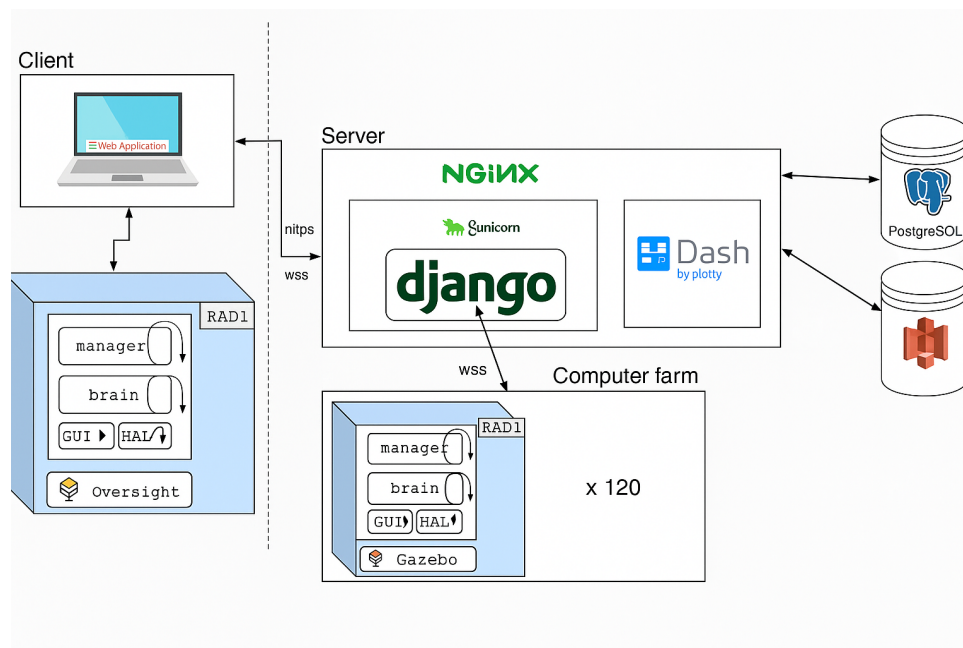 Client
Web Application
Server
NGiNX
nitps
wss
Gunicorn
django
Dash
by plotty
PostgreSOL
RAD1
manager
brain
GUI
HAL
Oversight
wss
Computer farm
RAD1
manager
brain
GUI
HAL
Gazebo
x 120